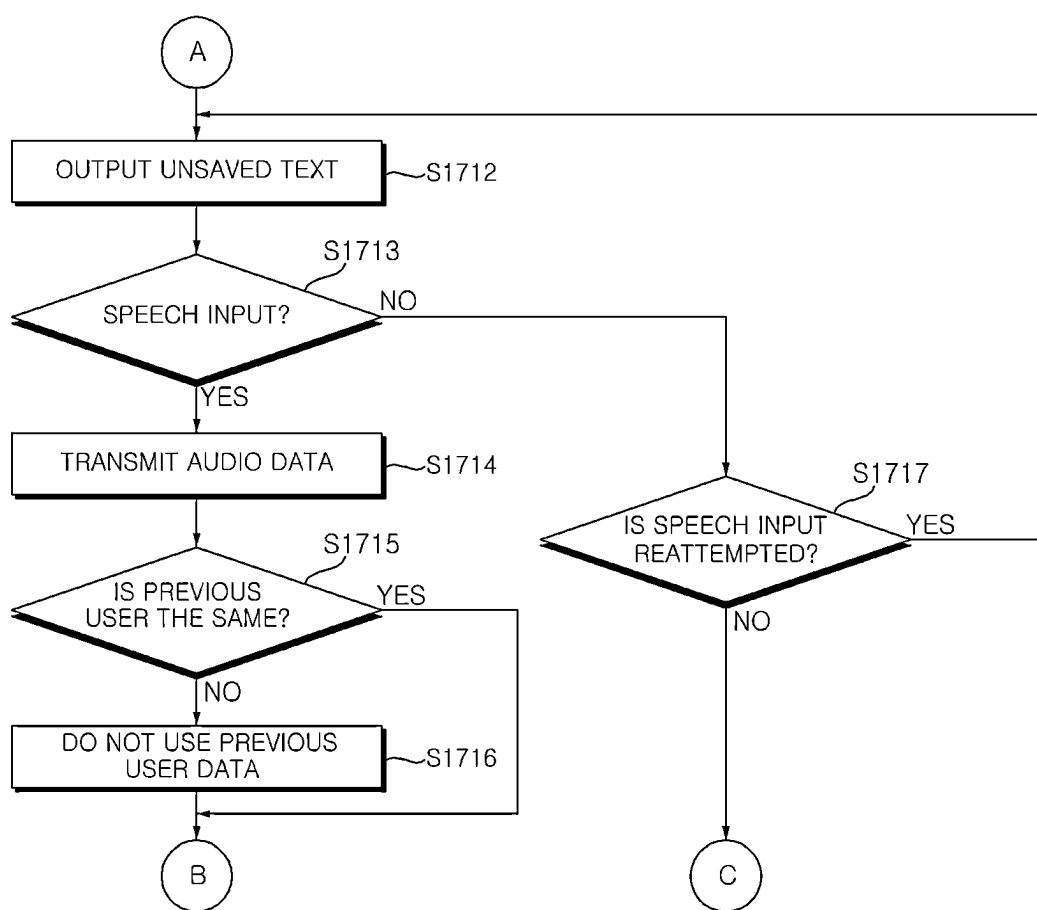 A
OUTPUT UNSAVED TEXT
S1712
S1713
SPEECH INPUT?
NO
YES
TRANSMIT AUDIO DATA
S1714
S1717
IS SPEECH INPUT
REATTEMPTED?
YES
NO
S1715
IS PREVIOUS
USER THE SAME?
YES
NO
DO NOT USE PREVIOUS
USER DATA
S1716
B
C